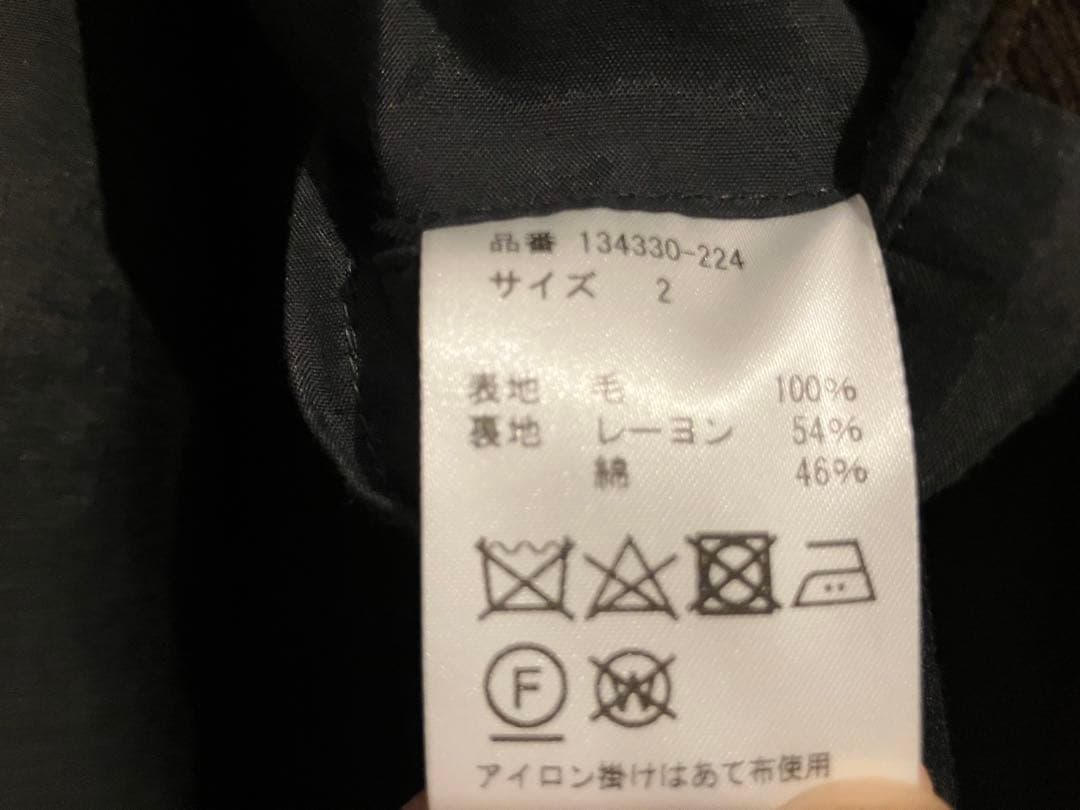 品番 134330-224
サイズ 2
表地 毛 100%
裏地 レーヨン 54%
綿 46%
F W
アイロン掛けはあて布使用